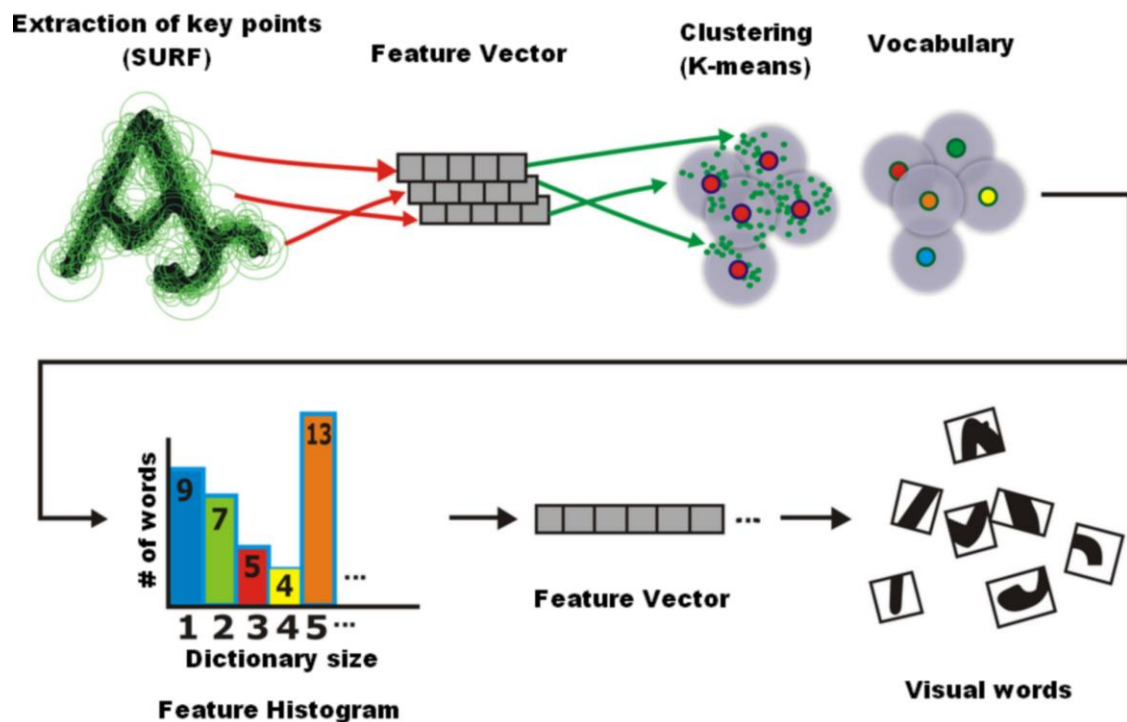 Extraction of key points
(SURF)
Feature Vector
Clustering
(K-means)
Vocabulary
# of words
9
7
5
4
13
...
1 2 3 4 5 ...
Dictionary size
Feature Histogram
...
Feature Vector
Visual words